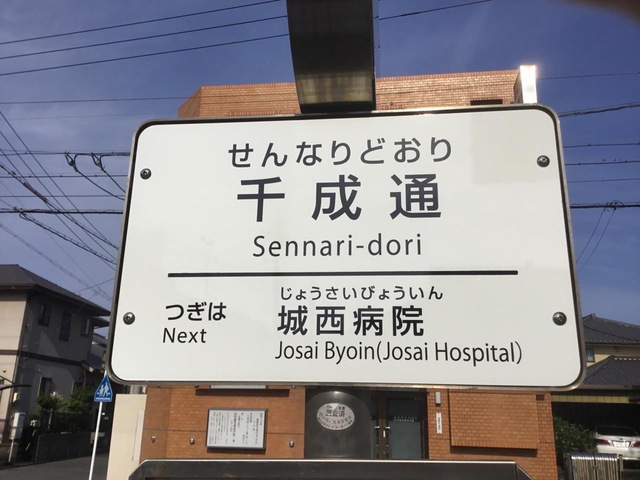 せんなりどおり
千成通
Sennari-dori
つぎは
Next
じょうさいびょういん
城西病院
Josai Byoin(Josai Hospital)